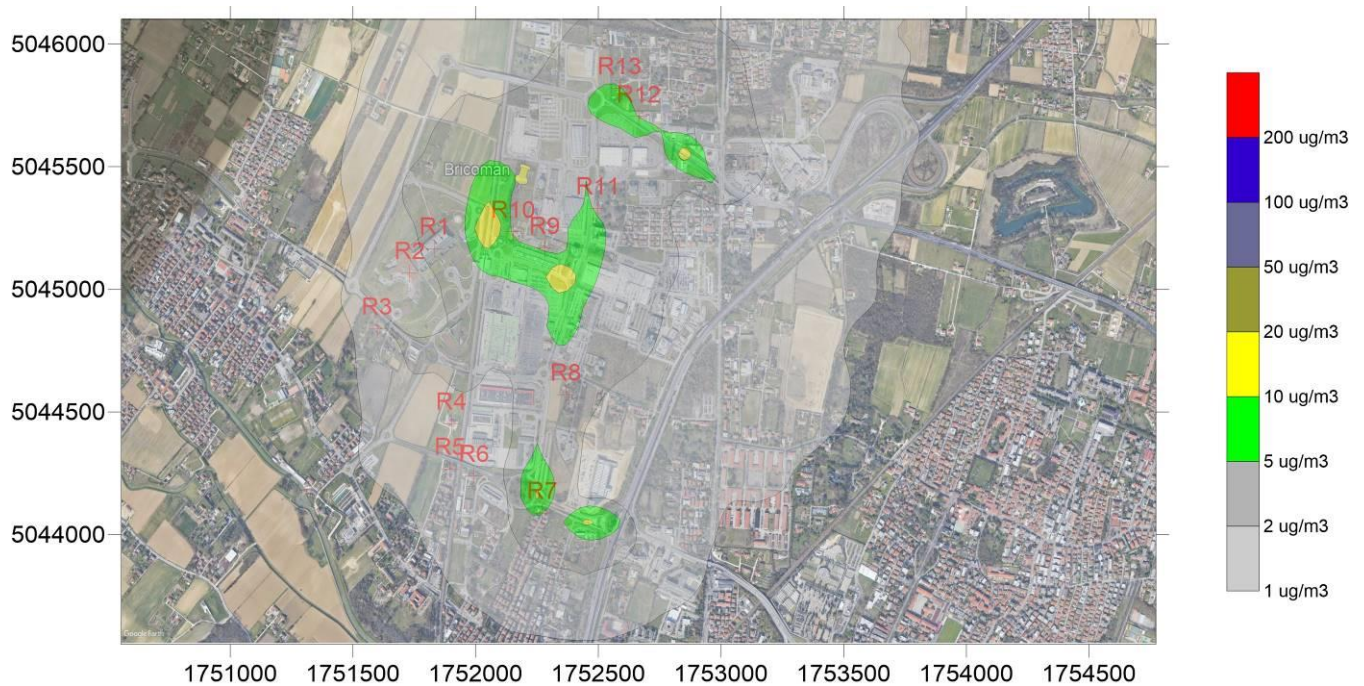 5046000
5045500
5045000
5044500
5044000
R13
R12
Bricoman
R11
R10
R9
R1
R2
R3
R8
R4
R5
R6
R7
Google Earth
1751000 1751500 1752000 1752500 1753000 1753500 1754000 1754500
200 ug/m3
100 ug/m3
50 ug/m3
20 ug/m3
10 ug/m3
5 ug/m3
2 ug/m3
1 ug/m3